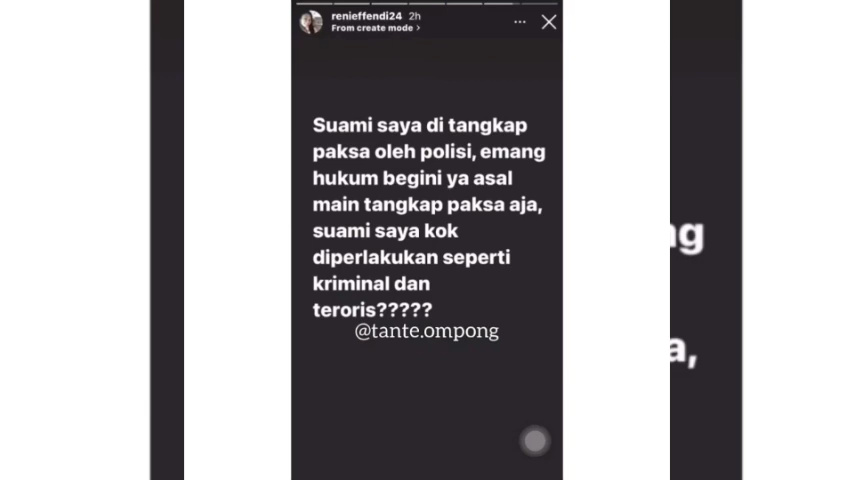 renieffendi24 2h
From create mode >
Suami saya di tangkap
paksa oleh polisi, emang
hukum begini ya asal
main tangkap paksa aja,
suami saya kok
diperlakukan seperti
kriminal dan
teroris?????
@tante.ompong
ng
a,